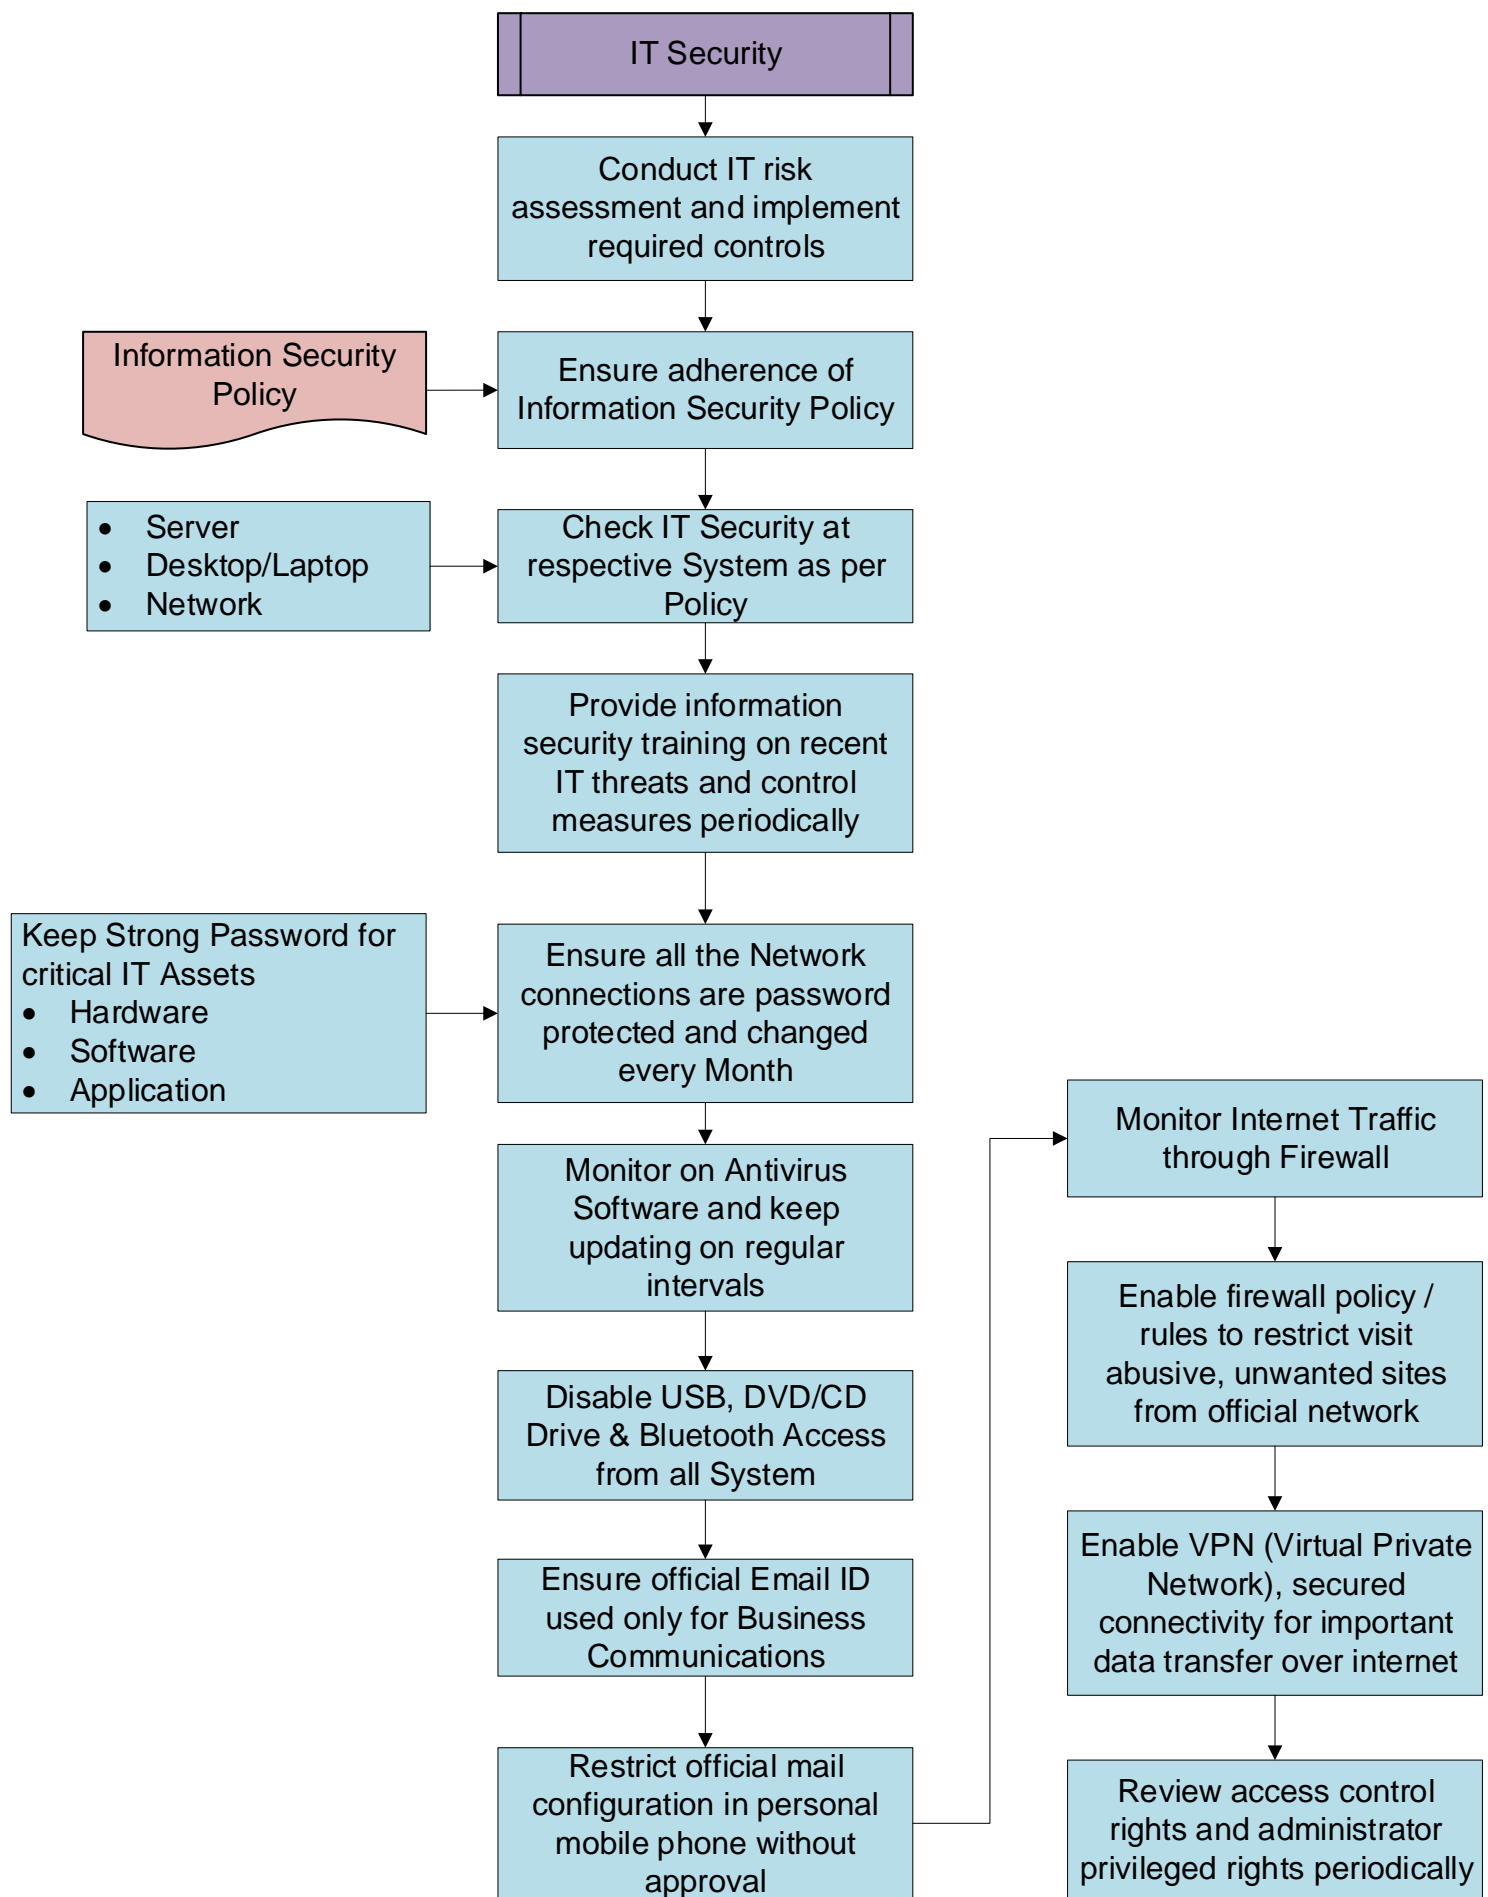 IT Security
Conduct IT risk
assessment and implement
required controls
Information Security
Policy
Ensure adherence of
Information Security Policy
• Server
• Desktop/Laptop
• Network
Check IT Security at
respective System as per
Policy
Provide information
security training on recent
IT threats and control
measures periodically
Keep Strong Password for
critical IT Assets
• Hardware
• Software
• Application
Ensure all the Network
connections are password
protected and changed
every Month
Monitor on Antivirus
Software and keep
updating on regular
intervals
Disable USB, DVD/CD
Drive & Bluetooth Access
from all System
Ensure official Email ID
used only for Business
Communications
Restrict official mail
configuration in personal
mobile phone without
approval
Monitor Internet Traffic
through Firewall
Enable firewall policy /
rules to restrict visit
abusive, unwanted sites
from official network
Enable VPN (Virtual Private
Network), secured
connectivity for important
data transfer over internet
Review access control
rights and administrator
privileged rights periodically